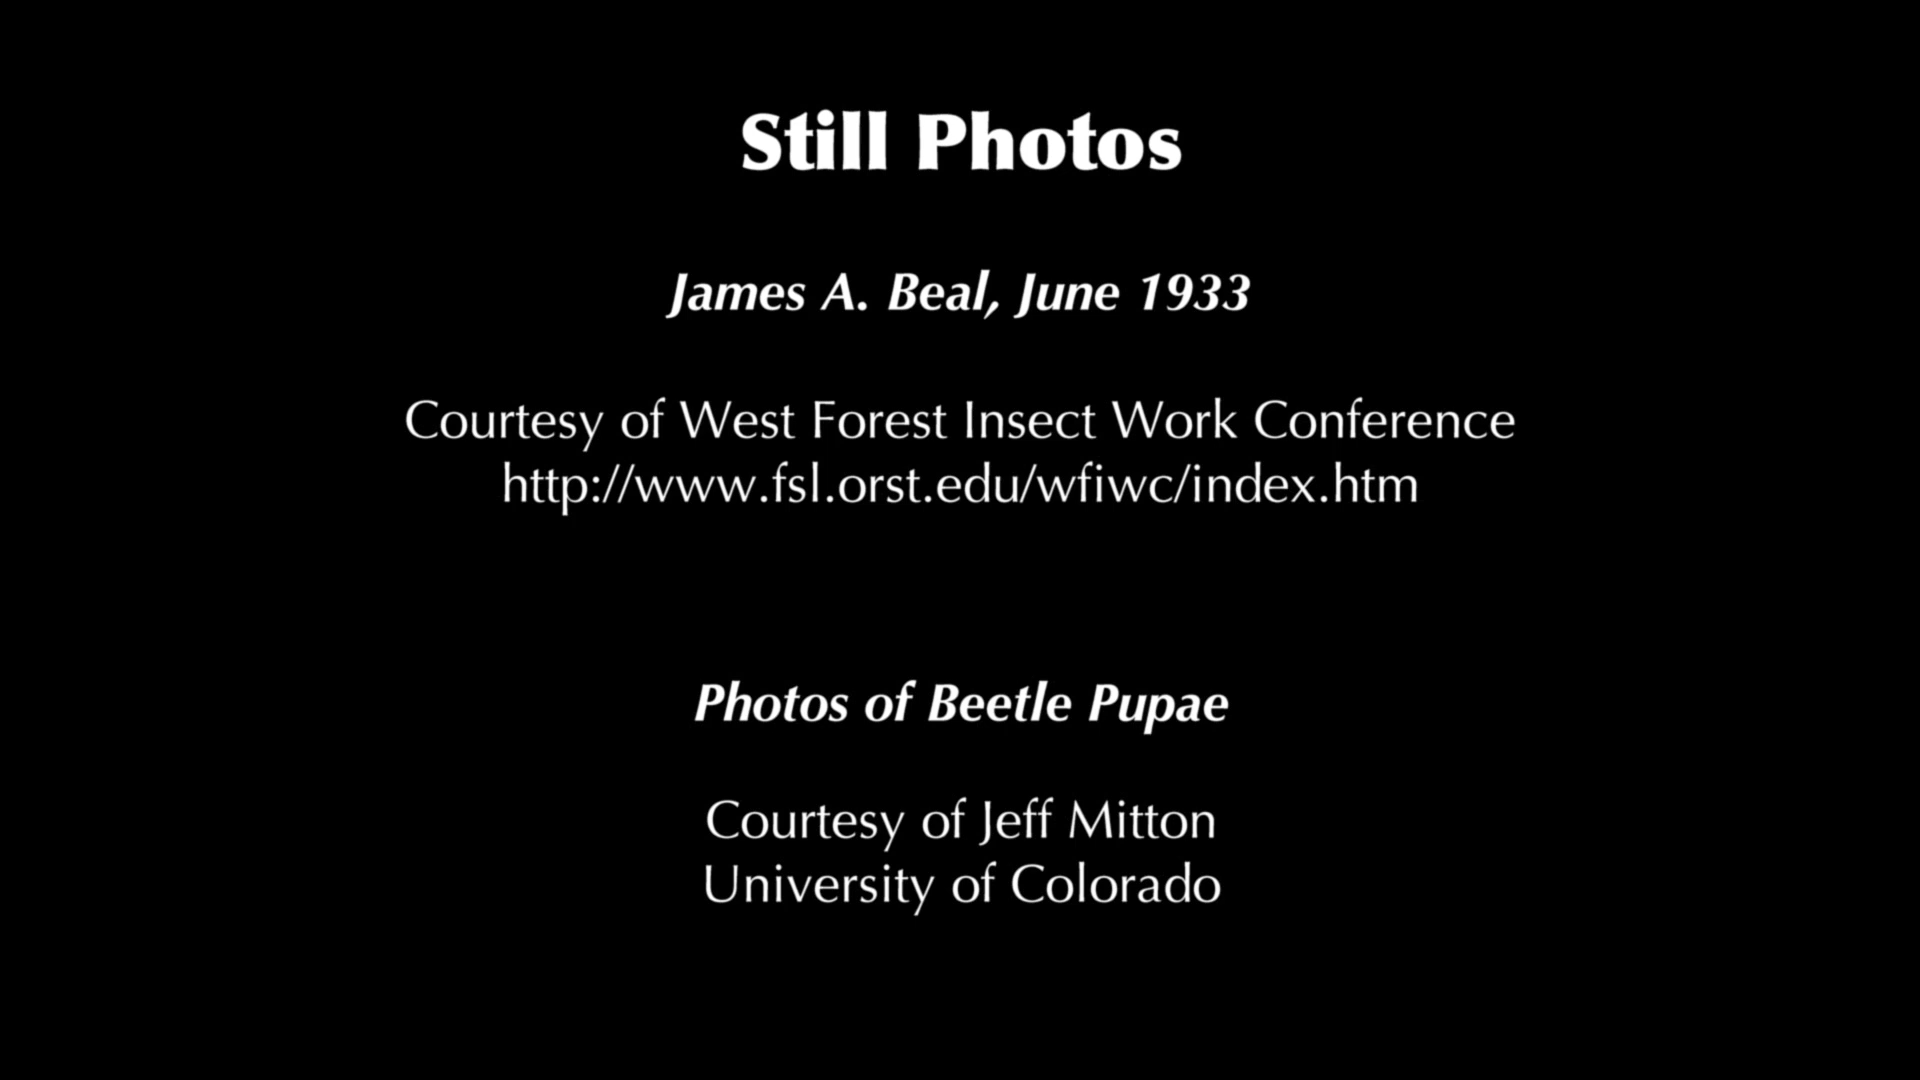 Still Photos
James A. Beal, June 1933
Courtesy of West Forest Insect Work Conference
http://www.fsl.orst.edu/wfiwc/index.htm
Photos of Beetle Pupae
Courtesy of Jeff Mitton
University of Colorado